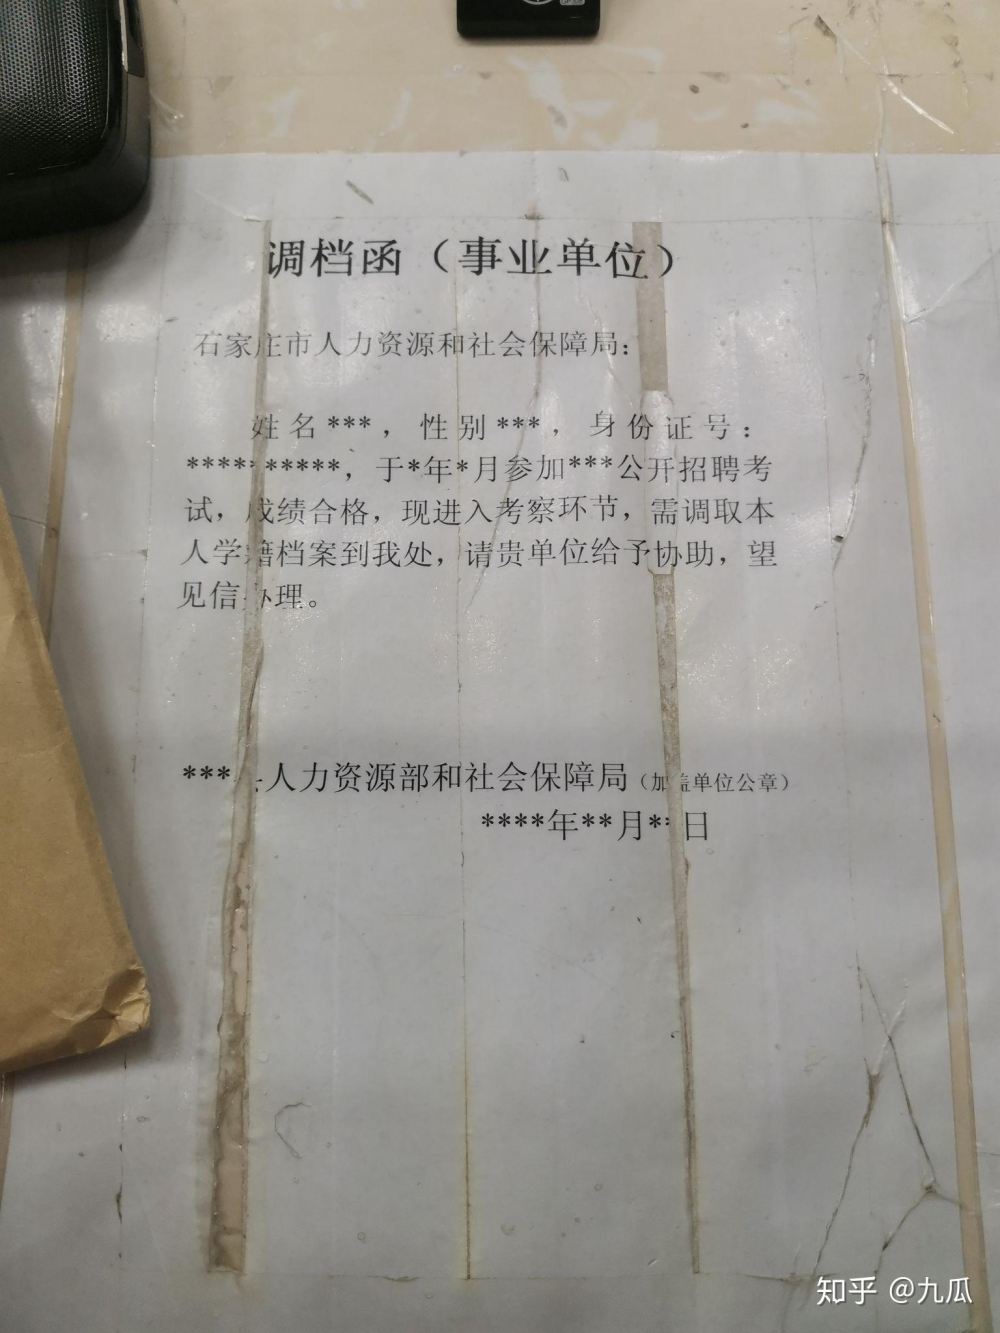 调档函（事业单位）
石家庄市人力资源和社会保障局：
姓名***，性别***，身份证号：
**********，于*年*月参加***公开招聘考
试，成绩合格，现进入考察环节，需调取本
人学籍档案到我处，请贵单位给予协助，望
见信办理。
***县人力资源部和社会保障局（加盖单位公章）
****年**月**日
知乎 @九瓜